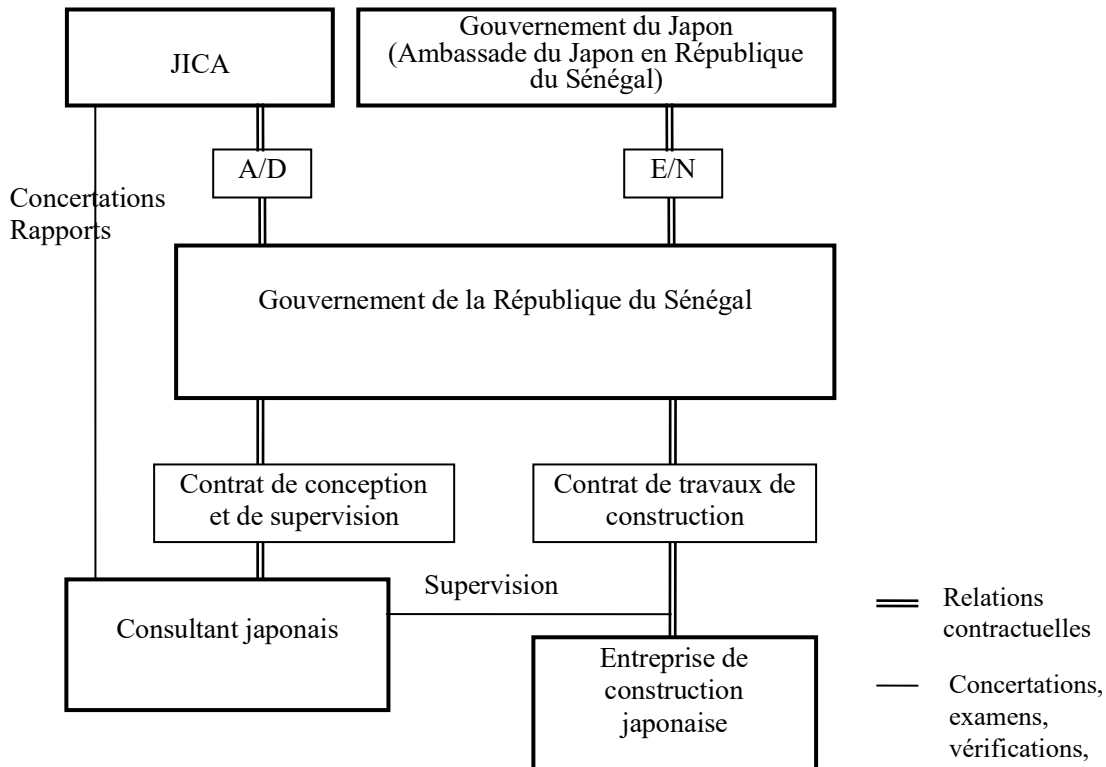 JICA
Gouvernement du Japon
(Ambassade du Japon en République
du Sénégal)
A/D
E/N
Concertations
Rapports
Gouvernement de la République du Sénégal
Contrat de conception
et de supervision
Contrat de travaux de
construction
Supervision
Consultant japonais
Entreprise de
construction
japonaise
Relations
contractuelles
Concertations,
examens,
vérifications,